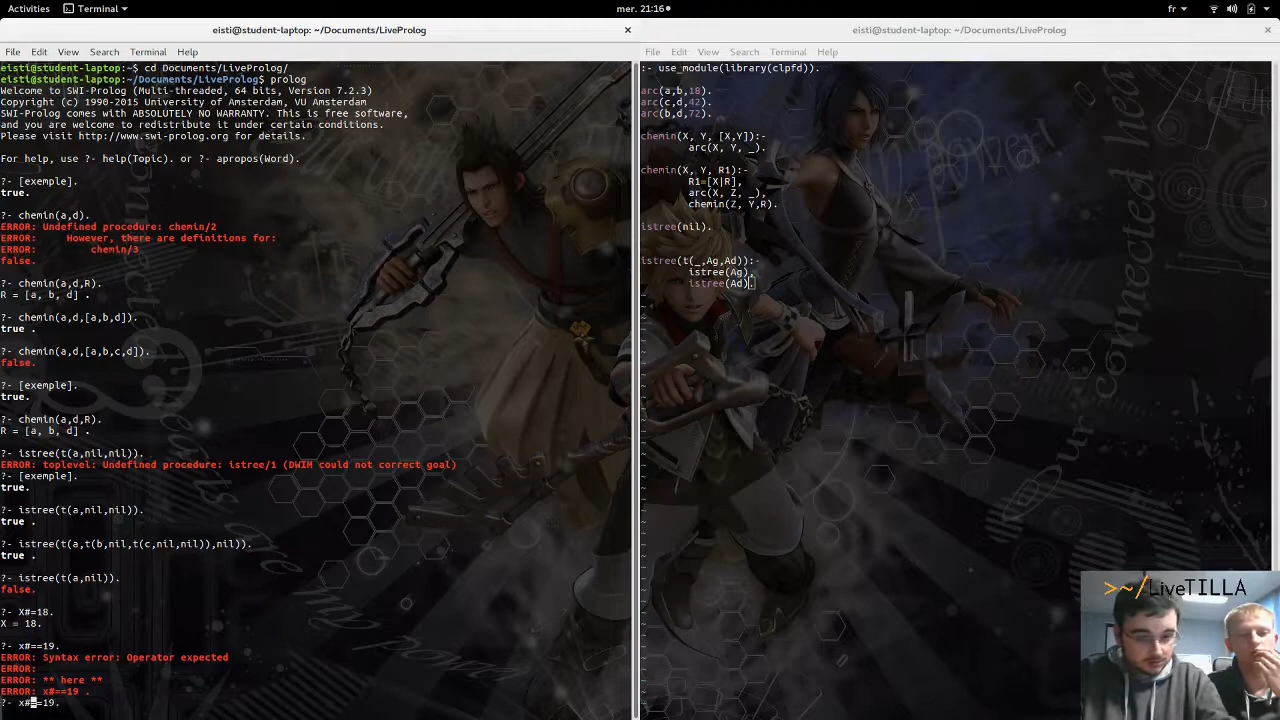 Activities
Terminal
mer. 21:16
fr
eisti@student-laptop: ~/Documents/LiveProlog
File Edit View Search Terminal Help
eisti@student-laptop:~$ cd Documents/LiveProlog/
eisti@student-laptop:~/Documents/LiveProlog$ prolog
Welcome to SWI-Prolog (Multi-threaded, 64 bits, Version 7.2.3)
Copyright (c) 1990-2015 University of Amsterdam, VU Amsterdam
SWI-Prolog comes with ABSOLUTELY NO WARRANTY. This is free software,
and you are welcome to redistribute it under certain conditions.
Please visit http://www.swi-prolog.org for details.
For help, use ?- help(Topic). or ?- apropos(Word).
?- [exemple].
true.
?- chemin(a,d).
ERROR: Undefined procedure: chemin/2
ERROR:     However, there are definitions for:
ERROR:         chemin/3
false.
?- chemin(a,d,R).
R = [a, b, d] .
?- chemin(a,d,[a,b,d]).
true .
?- chemin(a,d,[a,b,c,d]).
false.
?- [exemple].
true.
?- chemin(a,d,R).
R = [a, b, d] .
?- istree(t(a,nil,nil)).
ERROR: toplevel: Undefined procedure: istree/1 (DWIM could not correct goal)
?- [exemple].
true.
?- istree(t(a,nil,nil)).
true .
?- istree(t(a,t(b,nil,t(c,nil,nil)),nil)).
true .
?- istree(t(a,nil)).
false.
?- X#=18.
X = 18.
?- x#==19.
ERROR: Syntax error: Operator expected
ERROR:
ERROR: ** here **
ERROR: x#==19 .
?- x#==19.
eisti@student-laptop: ~/Documents/LiveProlog
File Edit View Search Terminal Help
:- use_module(library(clpfd)).
arc(a,b,18).
arc(c,d,42).
arc(b,d,72).
chemin(X, Y, [X,Y]):-
arc(X, Y, _).
chemin(X, Y, R1):-
R1=[X|R],
arc(X, Z, _),
chemin(Z, Y,R).
istree(nil).
istree(t(_,Ag,Ad)):-
istree(Ag),
istree(Ad).
>~/LiveTILLA